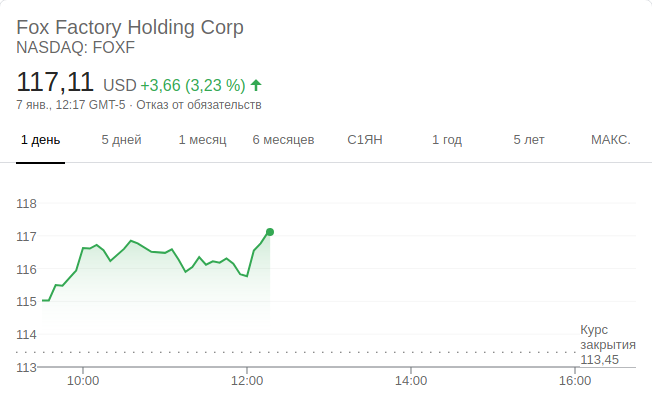 Fox Factory Holding Corp
NASDAQ: FOXF
117,11 USD +3,66 (3,23 %)
7 янв., 12:17 GMT-5 · Отказ от обязательств
1 день 5 дней 1 месяц 6 месяцев С1ЯН 1 год 5 лет МАКС.
118
117
116
115
114
Курс
закрытия
113,45
113
10:00 12:00 14:00 16:00